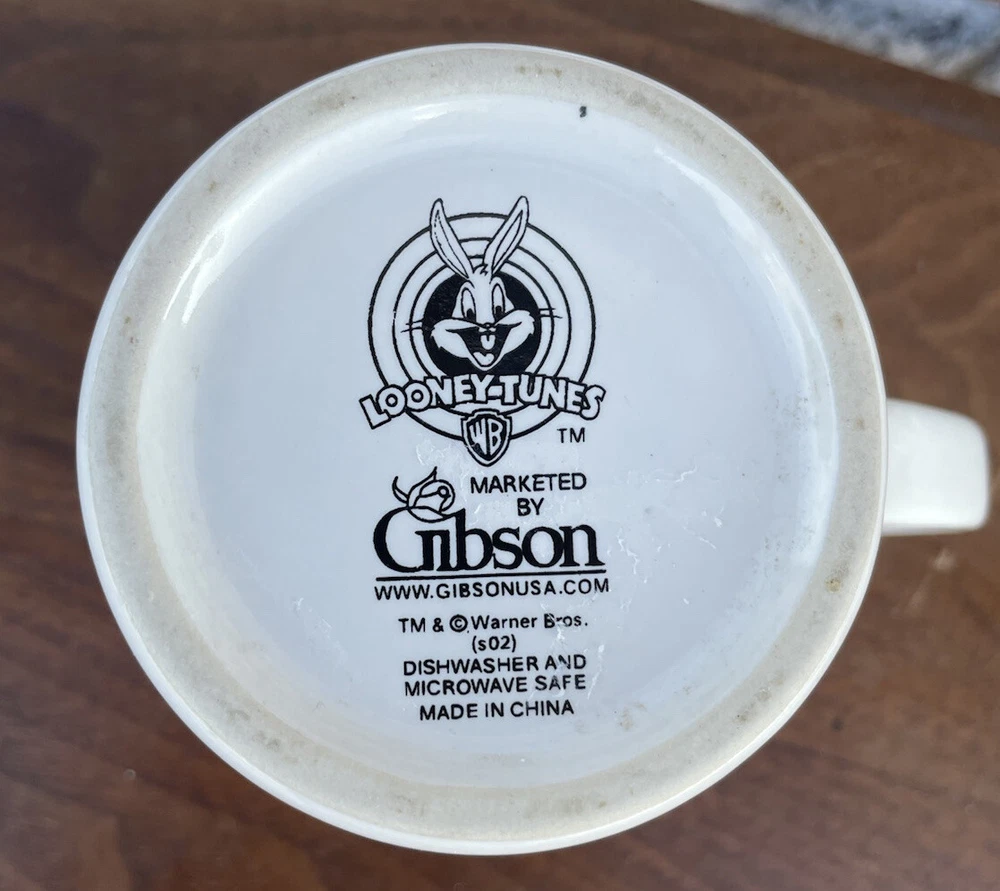 LOONEY-TUNES
WB
TM
MARKETED
BY
Gibson
WWW.GIBSONUSA.COM
TM & © Warner Bros.
(s02)
DISHWASHER AND
MICROWAVE SAFE
MADE IN CHINA